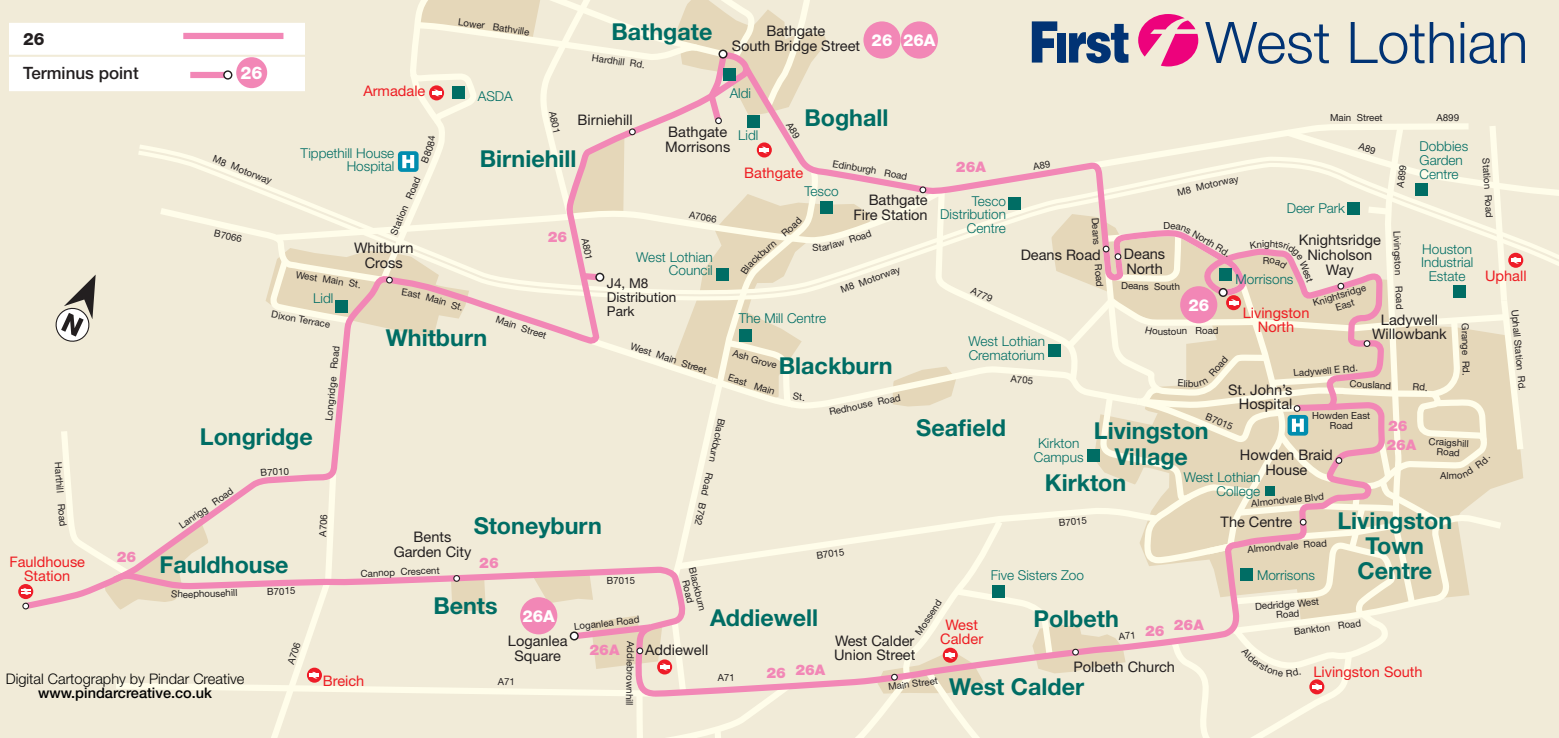 26
Terminus point
26
First West Lothian
Lower Bathville
Bathgate
Bathgate
South Bridge Street
26
26A
Hardhill Rd.
Armadale
ASDA
Aldi
A801
Birniehill
Bathgate
Morrisons
Lidl
A89
Boghall
Main Street
A899
Tippethill House
Hospital
B8084
Birniehill
Bathgate
Edinburgh Road
26A
A89
A89
A899
Dobbies
Garden
Centre
Station Road
M8 Motorway
Station Road
Tesco
Bathgate
Fire Station
Tesco
Distribution
Centre
M8 Motorway
Deer Park
B7066
A7066
26
A801
Blackburn Road
Starlaw Road
Deans Road
Deans Road
Deans
North
Deans North Rd.
Deans South
Knightsridge West
Road
Knightsridge
Nicholson
Way
Livingston Road
Houston
Industrial
Estate
Uphall
Whitburn
Cross
West Lothian
Council
M8 Motorway
Morrisons
Knightsridge
East
West Main St.
East Main St.
J4, M8
Distribution
Park
A779
26
Livingston
North
Lidl
Dixon Terrace
Main Street
The Mill Centre
Houstoun Road
Ladywell
Willowbank
Grange Rd.
Uphall Station Rd.
N
Whitburn
West Main Street
Ash Grove
Blackburn
West Lothian
Crematorium
Longridge Road
East Main St.
A705
Eliburn Road
Ladywell E Rd.
Cousland Rd.
Redhouse Road
St. John's
Hospital
Howden East
Road
26
26A
Longridge
Blackburn Road B792
Seafield
Livingston
Village
B7015
Craigshill
Road
Kirkton
Campus
Howden Braid
House
Almond Rd.
Harthill Road
B7010
Kirkton
West Lothian
College
Almondvale Blvd
Lanrigg Road
A706
Stoneyburn
B7015
The Centre
Livingston
Town
Centre
Bents
Garden City
B7015
Almondvale Road
Fauldhouse
Station
26
Fauldhouse
Cannop Crescent
26
B7015
Blackburn
Road
Five Sisters Zoo
Morrisons
Sheephousehill
B7015
Bents
26A
Addiewell
Mossend
Polbeth
Dedridge West
Road
Bankton Road
Loganlea Road
Loganlea
Square
26A
Addiewell
West Calder
Union Street
West
Calder
A71
26
26A
A706
Addlebrownhill
Polbeth Church
Alderstone Rd.
Livingston South
Digital Cartography by Pindar Creative
www.pindarcreative.co.uk
Breich
A71
A71
26
26A
Main Street
West Calder